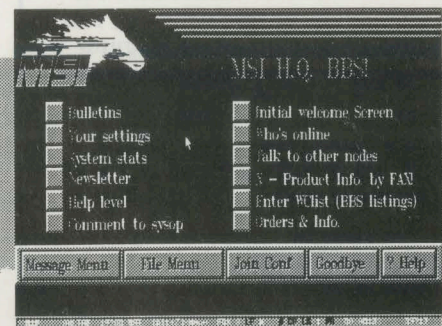 MSI
MSI H.Q. BBS!
Bulletins
Your settings
System stats
Newsletter
Help level
Comment to sysop
Initial welcome Screen
Who's online
Talk to other nodes
X - Product Info. by FAX!
Enter WClist (BBS listings)
Orders & Info.
Message Menu
File Menu
Join Conf
Goodbye
? Help